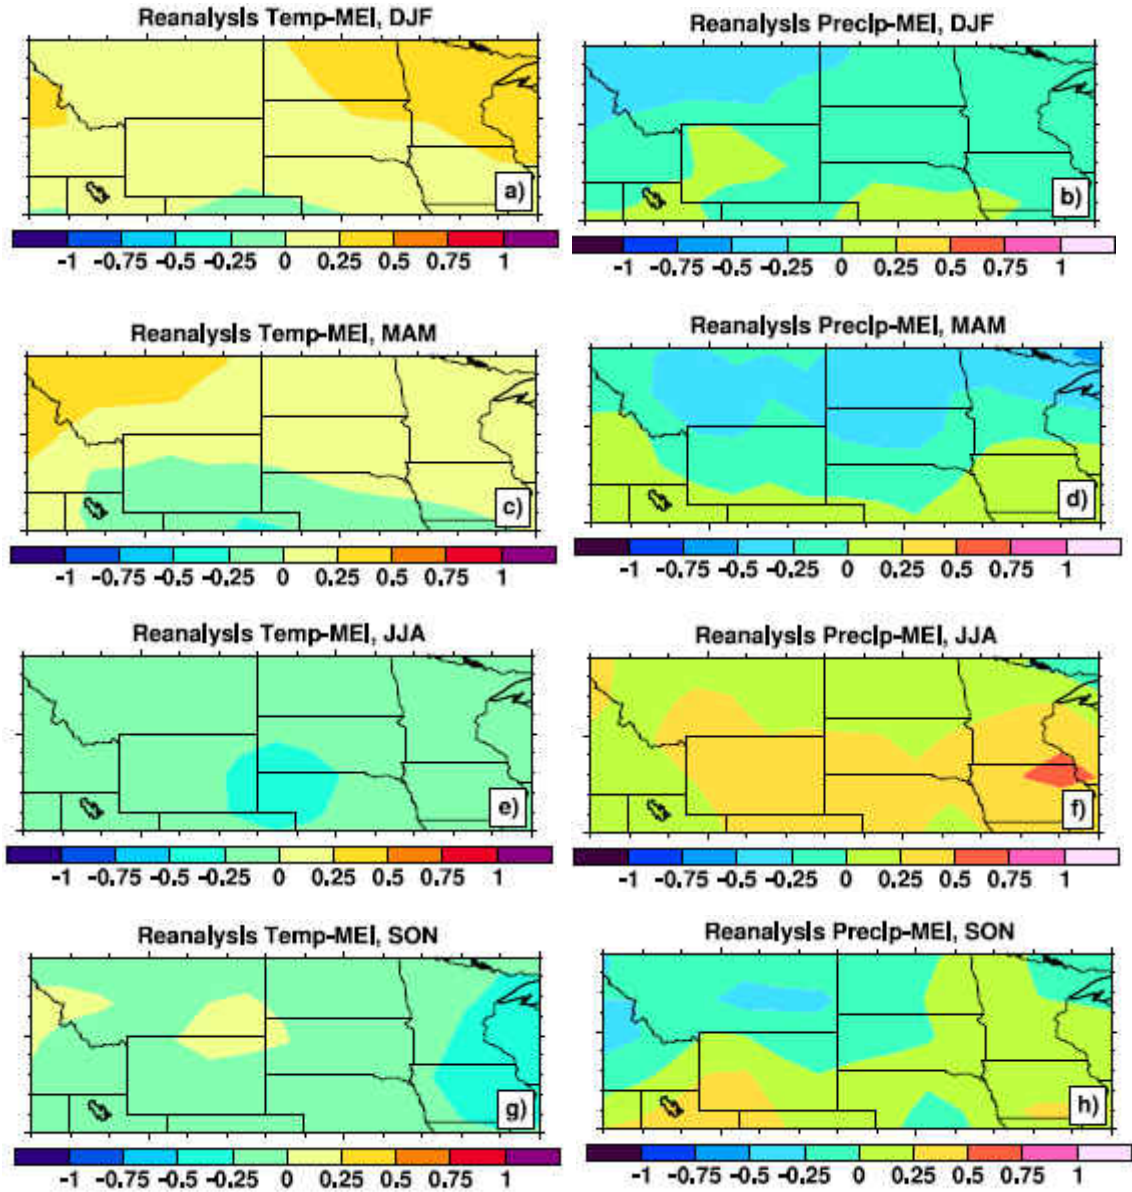 Reanalysis Temp-MEI, DJF
Reanalysis Precip-MEI, DJF
a)
b)
-1 -0.75 -0.5 -0.25 0 0.25 0.5 0.75 1
-1 -0.75 -0.5 -0.25 0 0.25 0.5 0.75 1
Reanalysis Temp-MEI, MAM
Reanalysis Precip-MEI, MAM
c)
d)
-1 -0.75 -0.5 -0.25 0 0.25 0.5 0.75 1
-1 -0.75 -0.5 -0.25 0 0.25 0.5 0.75 1
Reanalysis Temp-MEI, JJA
Reanalysis Precip-MEI, JJA
e)
f)
-1 -0.75 -0.5 -0.25 0 0.25 0.5 0.75 1
-1 -0.75 -0.5 -0.25 0 0.25 0.5 0.75 1
Reanalysis Temp-MEI, SON
Reanalysis Precip-MEI, SON
g)
h)
-1 -0.75 -0.5 -0.25 0 0.25 0.5 0.75 1
-1 -0.75 -0.5 -0.25 0 0.25 0.5 0.75 1